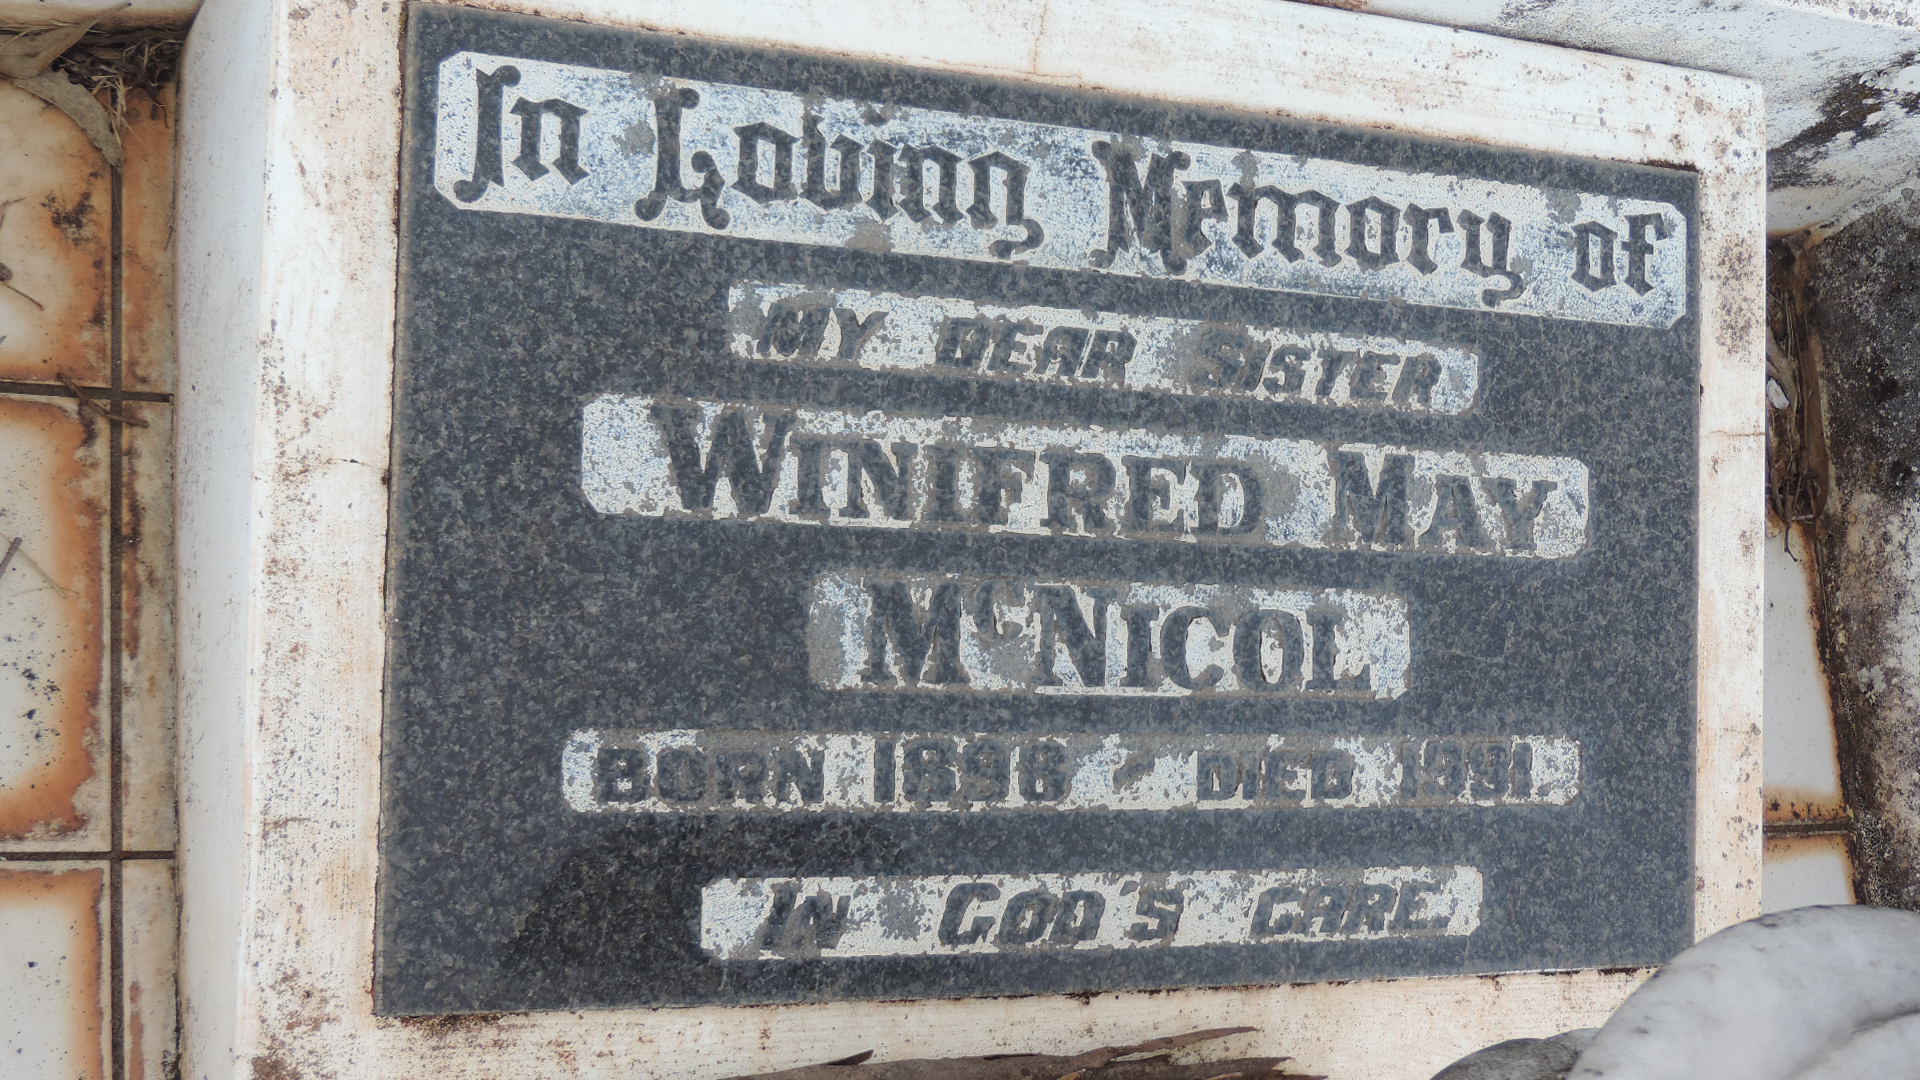 In Loving Memory of
MY DEAR SISTER
WINIFRED MAY
McNICOL
BORN 1898 - DIED 1991.
IN GOD'S CARE